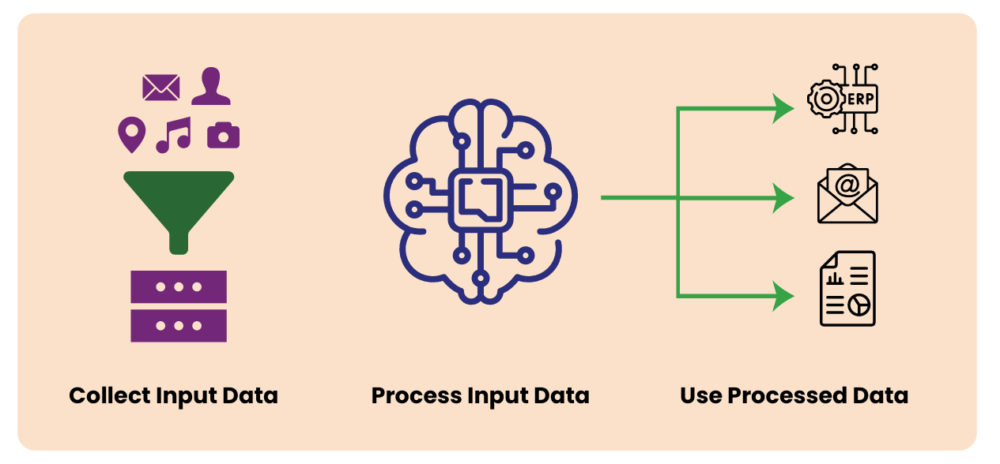 ERP
@
Collect Input Data
Process Input Data
Use Processed Data